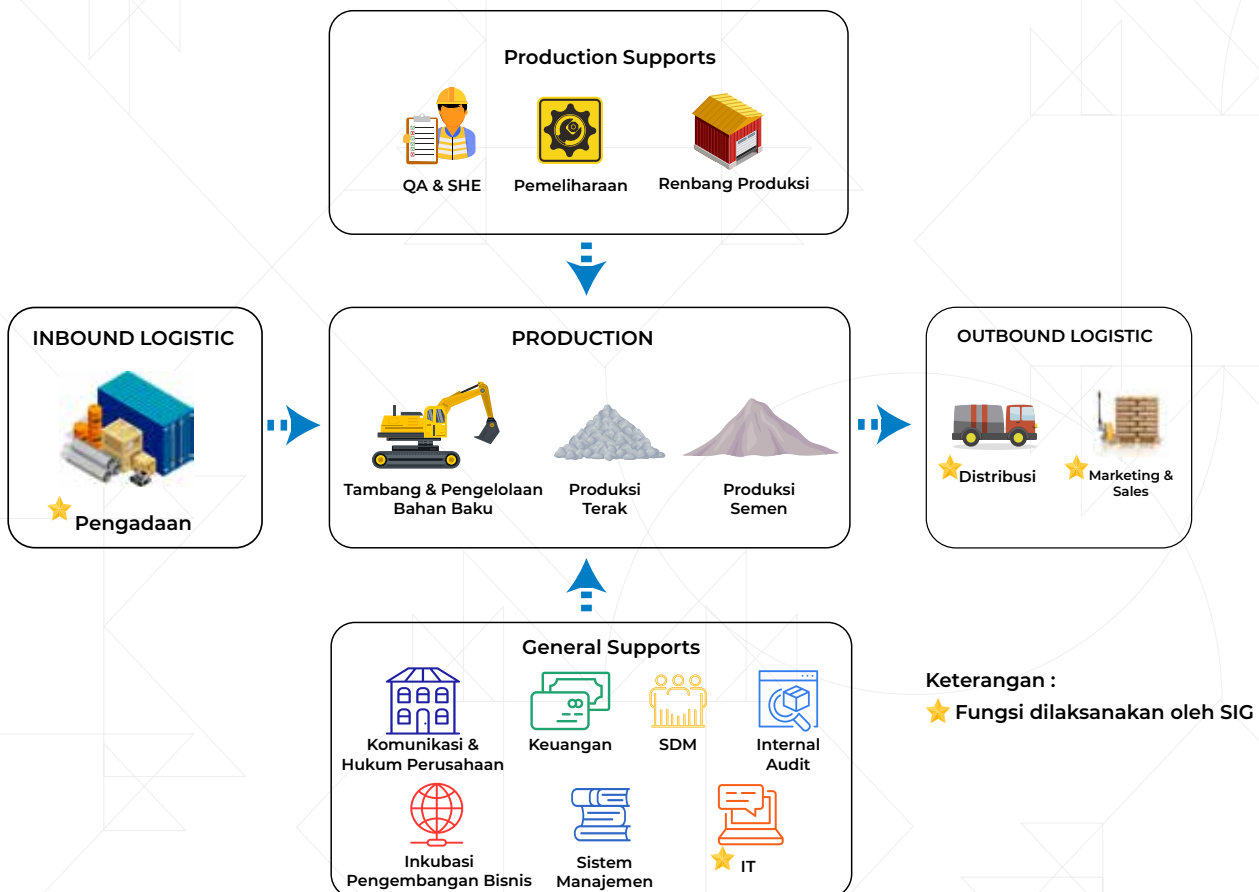 Production Supports
QA & SHE
Pemeliharaan
Renbang Produksi
INBOUND LOGISTIC
Pengadaan
PRODUCTION
Tambang & Pengelolaan
Bahan Baku
Produksi
Terak
Produksi
Semen
OUTBOUND LOGISTIC
Distribusi
Marketing &
Sales
General Supports
Komunikasi &
Hukum Perusahaan
Keuangan
SDM
Internal
Audit
Inkubasi
Pengembangan Bisnis
Sistem
Manajemen
IT
Keterangan :
Fungsi dilaksanakan oleh SIG